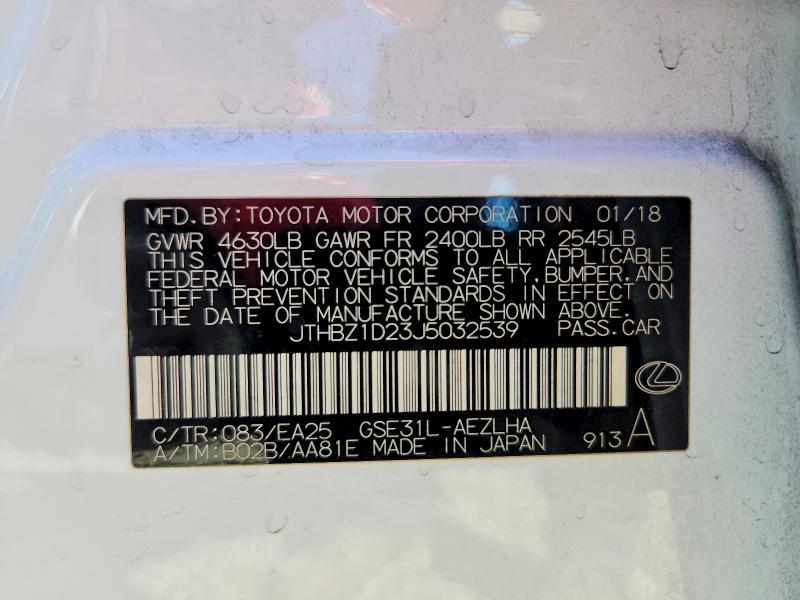 MFD. BY: TOYOTA MOTOR CORPORATION 01/18
GVWR 4630LB GAWR FR 2400LB RR 2545LB
THIS VEHICLE CONFORMS TO ALL APPLICABLE
FEDERAL MOTOR VEHICLE SAFETY, BUMPER, AND
THEFT PREVENTION STANDARDS IN EFFECT ON
THE DATE OF MANUFACTURE SHOWN ABOVE.
JTHBZ1D23J5032539 PASS.CAR
C/TR: 083/EA25 GSE31L-AEZLHA
A/TM: B02B/AA81E MADE IN JAPAN 913A